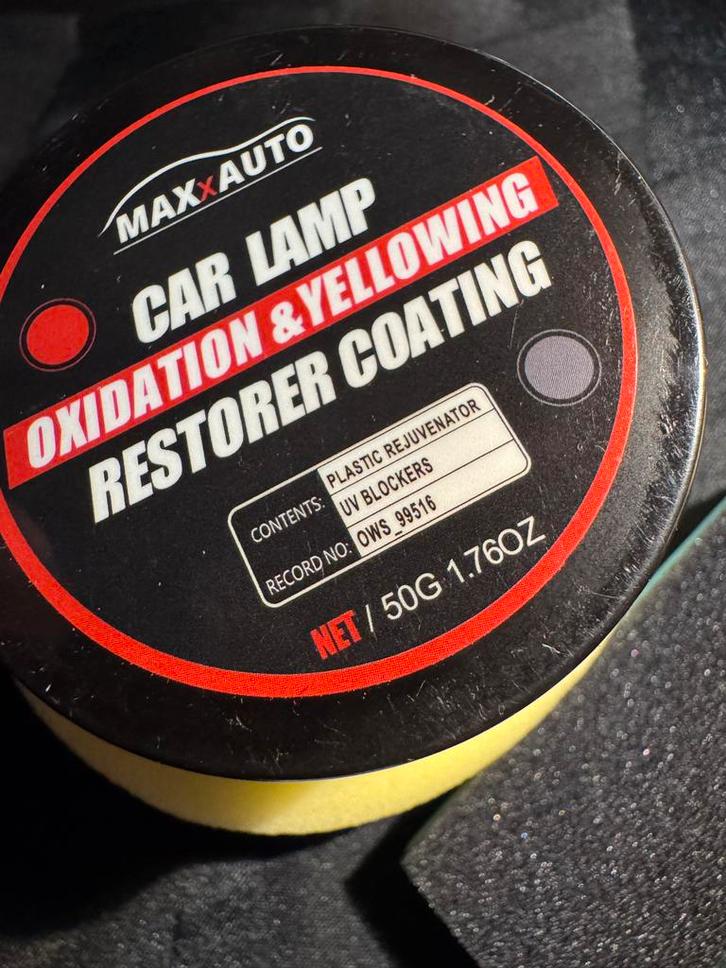 MAXxAUTO
CAR LAMP
OXIDATION &YELLOWING
RESTORER COATING
CONTENTS: PLASTIC REJUVENATOR
UV BLOCKERS
RECORD NO: OWS_99516
NET / 50G 1.76OZ